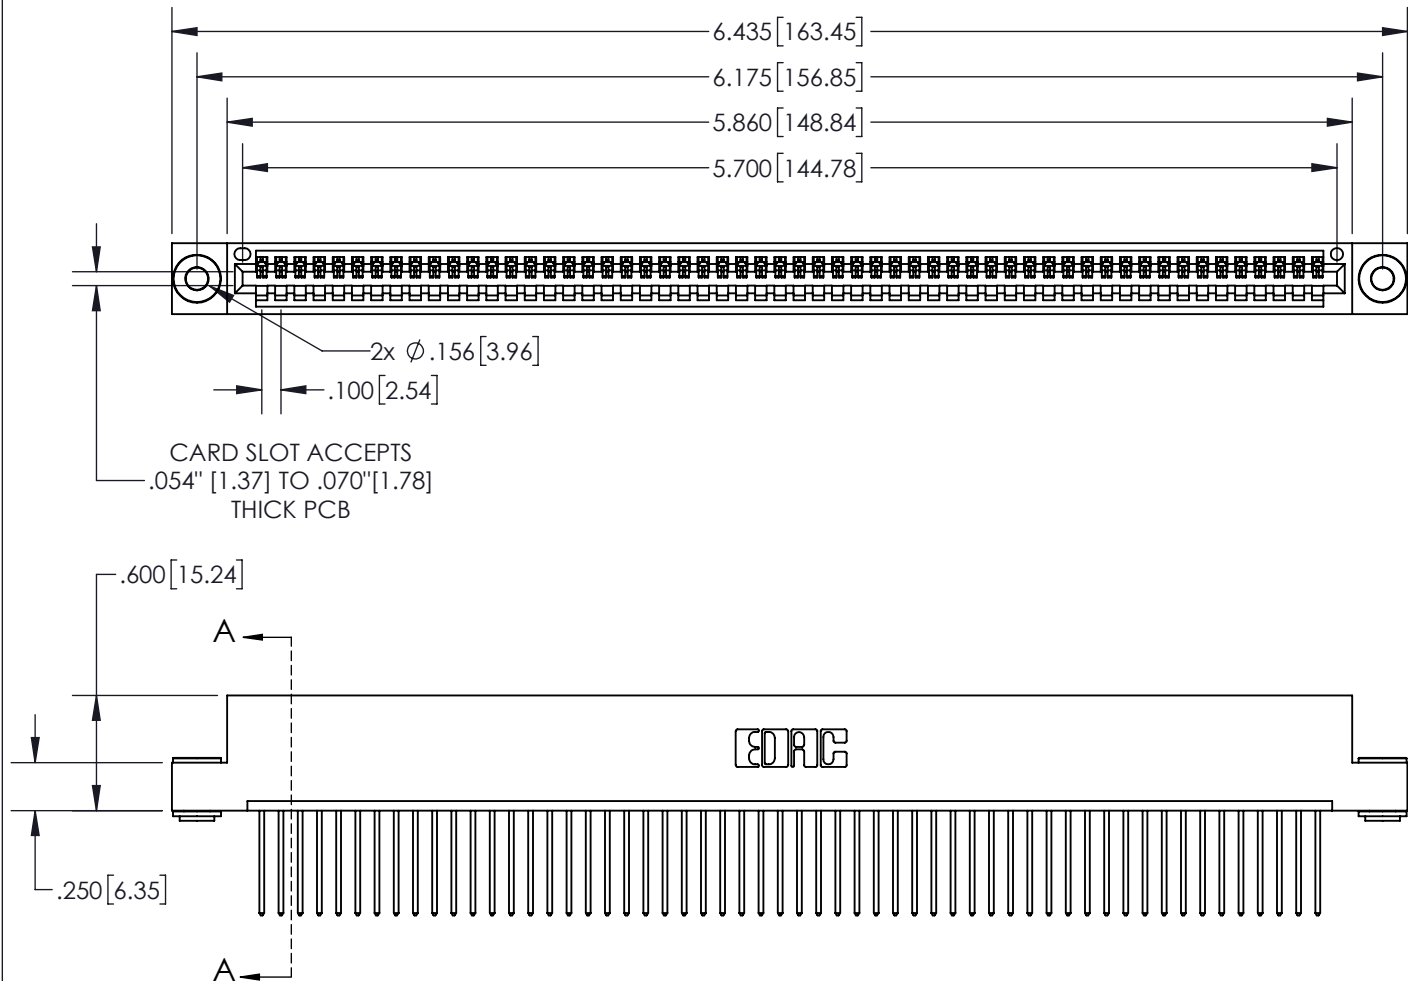 6.435[163.45]
6.175[156.85]
5.860[148.84]
5.700[144.78]
2x Ø.156[3.96]
.100[2.54]
CARD SLOT ACCEPTS
.054" [1.37] TO .070"[1.78]
THICK PCB
.600[15.24]
A
EDAC
.250[6.35]
A